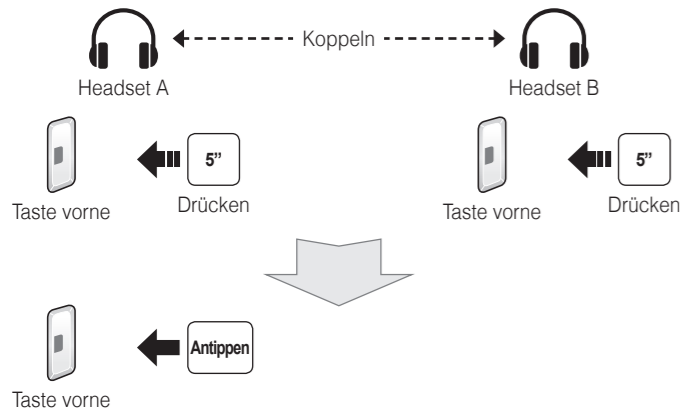 Koppeln
Headset A
Headset B
5”
5”
Taste vorne
Drücken
Taste vorne
Drücken
Antippen
Taste vorne